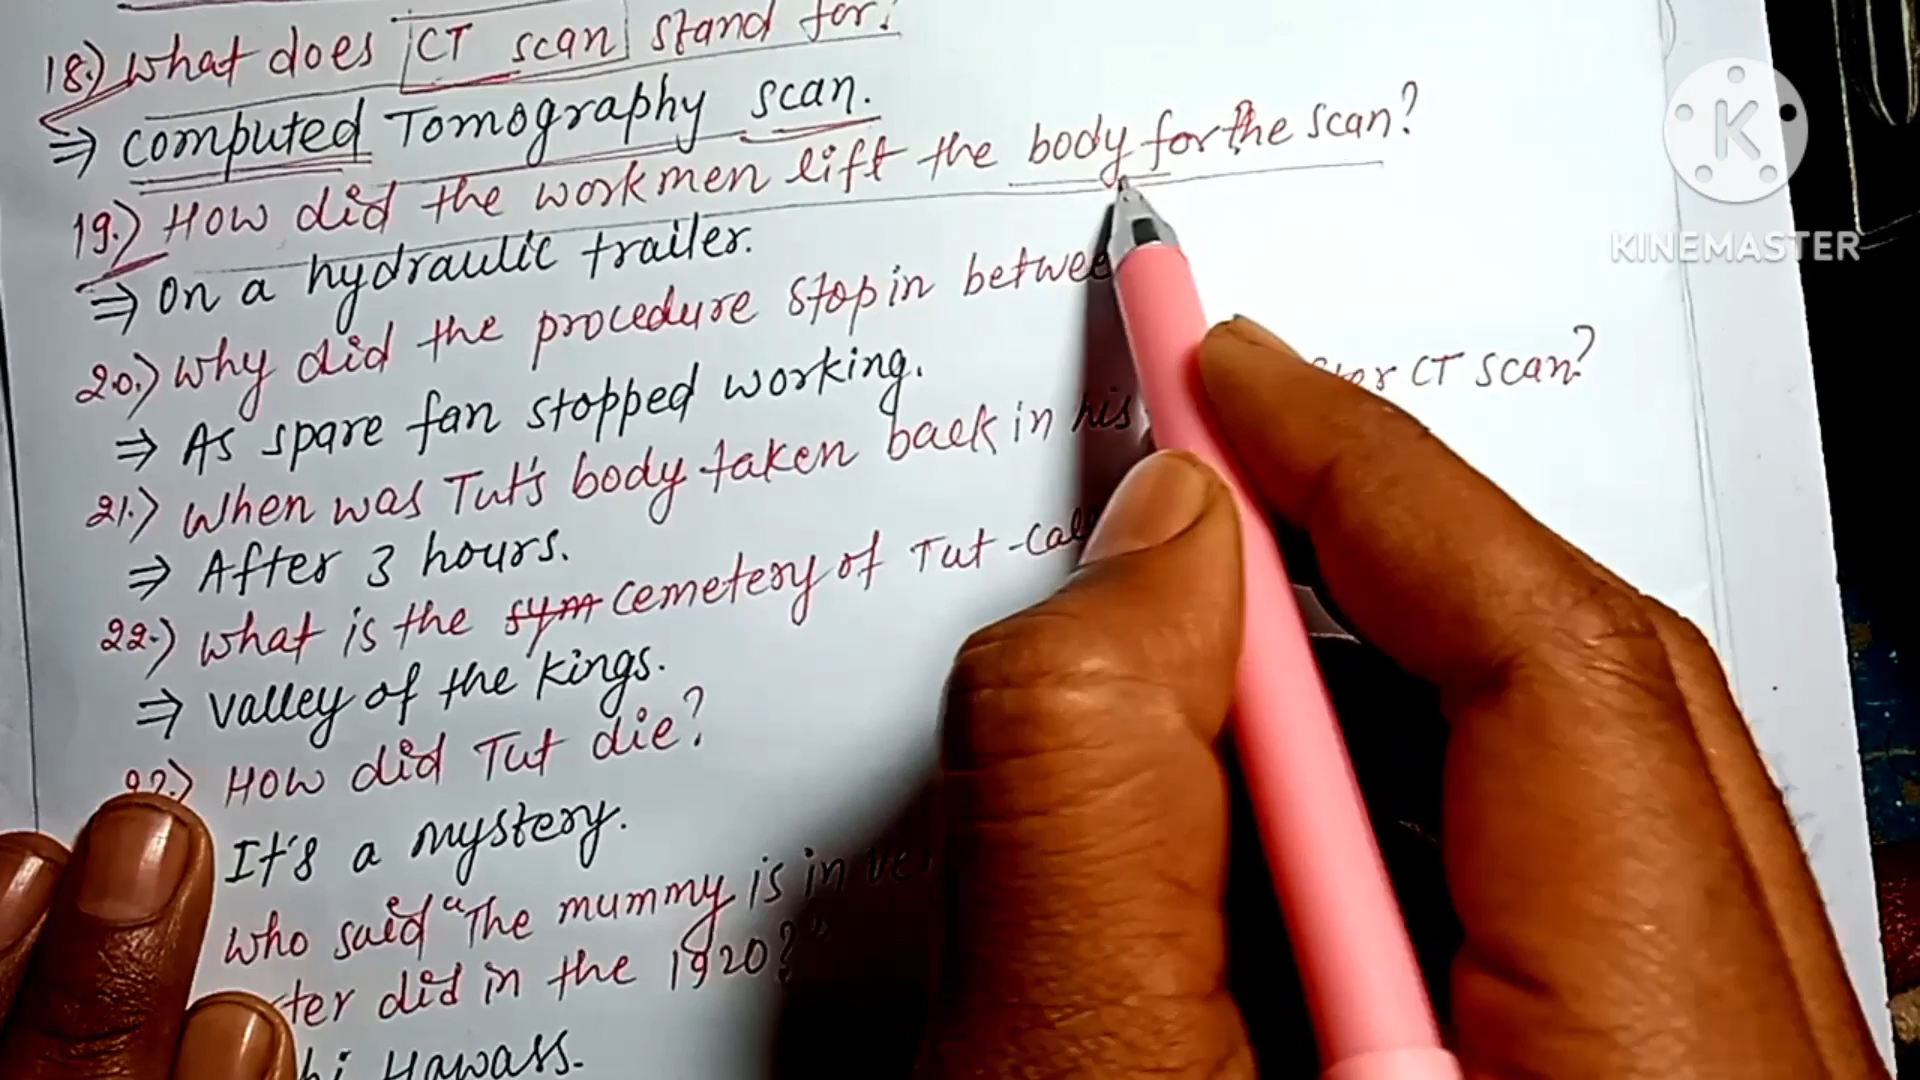 18.) What does CT scan stand for?
⇒ Computed Tomography scan.
19.) How did the workmen lift the body for the scan?
⇒ On a hydraulic trailer.
20.) Why did the procedure stop in between
⇒ As spare fan stopped working.
21.) When was Tut's body taken back in his CT scan?
⇒ After 3 hours.
22.) What is the sym cemetery of Tut
⇒ Valley of the Kings.
How did Tut die?
It's a mystery.
who said "The mummy is in
did in the 1920?"
Hawass.
KINEMASTER